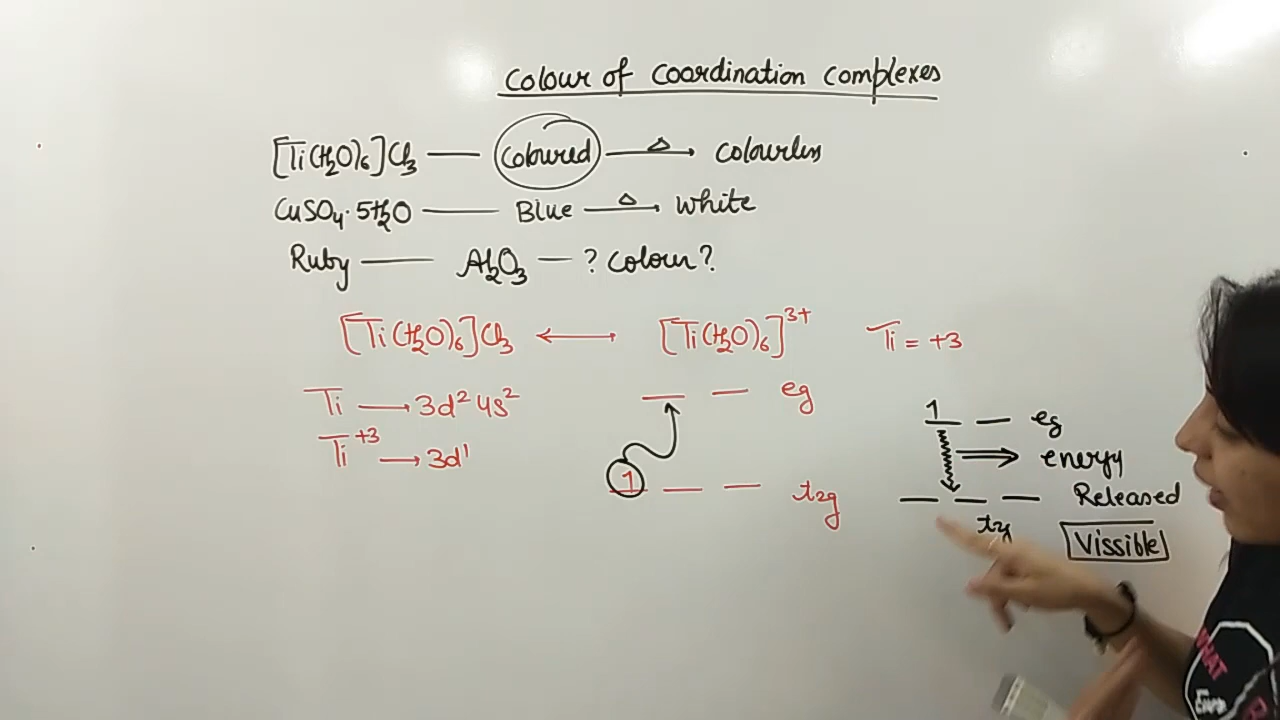 Colour of Coordination Complexes
[Ti(H₂O)₆]Cl₃ — Coloured —Δ→ colourless
CuSO₄·5H₂O — Blue —Δ→ white
Ruby — Al₂O₃ — ? Colour?
[Ti(H₂O)₆]Cl₃ ↔ [Ti(H₂O)₆]³⁺ Ti = +3
Ti → 3d² 4s²
Ti⁺³ → 3d¹
eg
1
t₂g
1
eg
energy
Released
t₂g
Vissible
WHAT